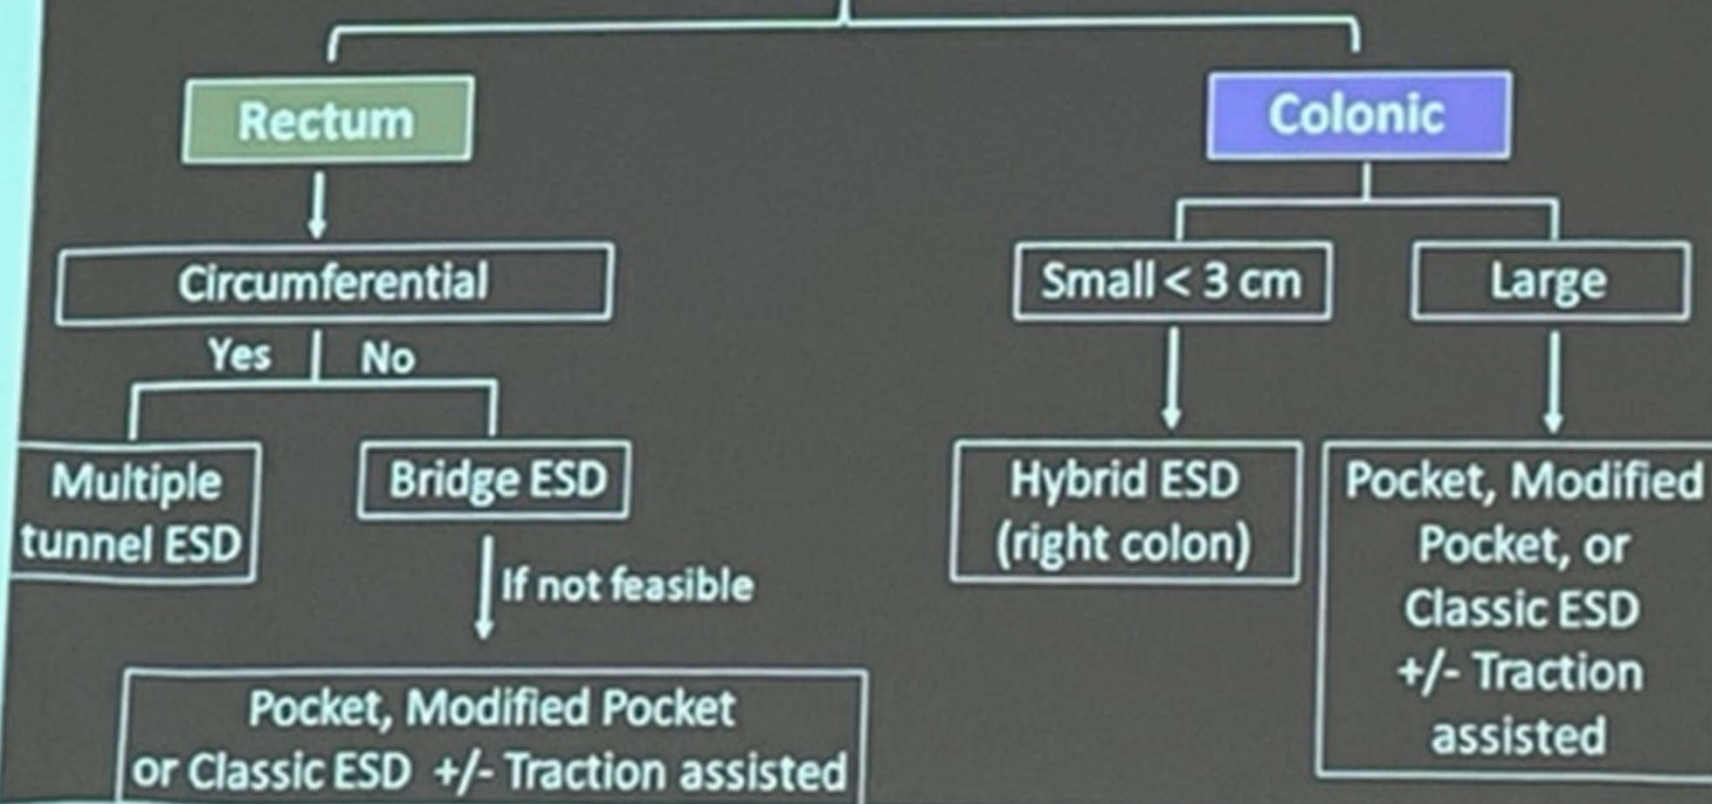 Rectum
Colonic
Circumferential
Small < 3 cm
Large
Yes
No
Multiple
tunnel ESD
Bridge ESD
Hybrid ESD
(right colon)
Pocket, Modified
Pocket, or
Classic ESD
+/- Traction
assisted
If not feasible
Pocket, Modified Pocket
or Classic ESD +/- Traction assisted